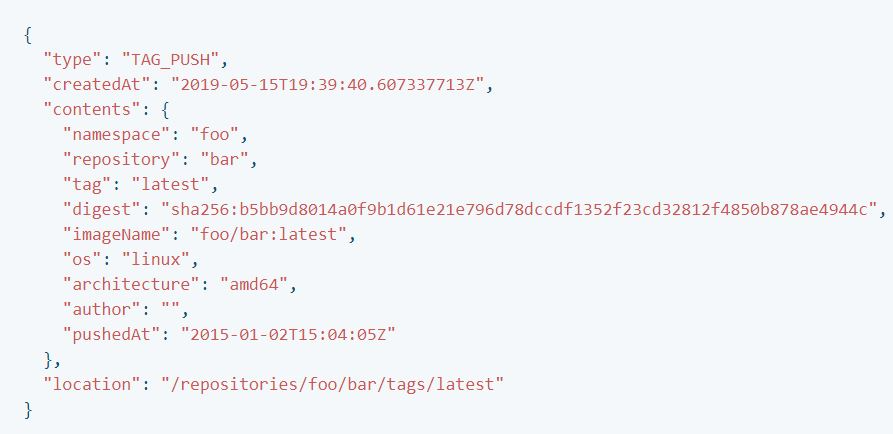 {
  "type": "TAG_PUSH",
  "createdAt": "2019-05-15T19:39:40.607337713Z",
  "contents": {
    "namespace": "foo",
    "repository": "bar",
    "tag": "latest",
    "digest": "sha256:b5bb9d8014a0f9b1d61e21e796d78dccdf1352f23cd32812f4850b878ae4944c",
    "imageName": "foo/bar:latest",
    "os": "linux",
    "architecture": "amd64",
    "author": "",
    "pushedAt": "2015-01-02T15:04:05Z"
  },
  "location": "/repositories/foo/bar/tags/latest"
}